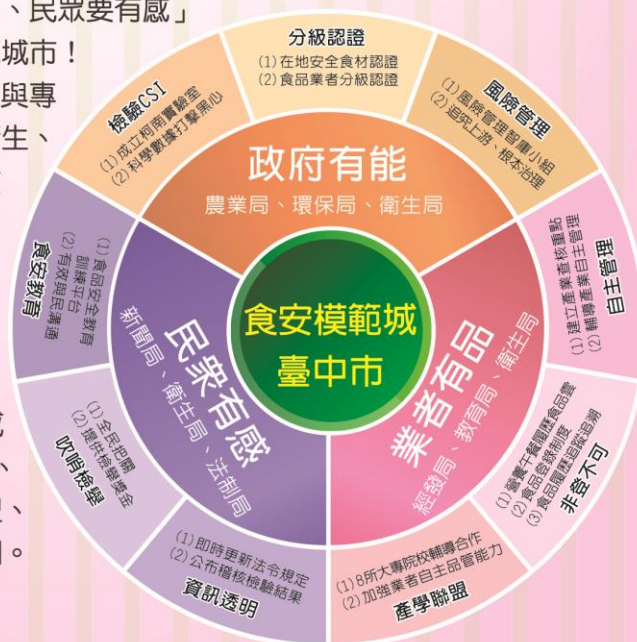 、民眾要有感」
城市！
與專
生、
、
、
。
食安模範城
臺中市
政府有能
農業局、環保局、衛生局
檢驗CSI
(1) 成立柯南實驗室
(2) 科學數據打擊黑心
分級認證
(1) 在地安全食材認證
(2) 食品業者分級認證
風險管理
(1) 風險管理智庫小組
(2) 追究上游、根本治理
業者有品
經發局、教育局、衛生局
自主管理
(1) 建立產業查核重點
(2) 輔導產業自主管理
非登不可
(1) 營養午餐履歷食品雲
(2) 食品登錄制度
(3) 食品履歷追蹤追溯
(1) 8所大專院校輔導合作
(2) 加強業者自主品管能力
產學聯盟
民眾有感
新聞局、衛生局、法制局
(1) 即時更新法令規定
(2) 公布稽核檢驗結果
資訊透明
(1) 全民把關
(2) 提供檢舉獎金
吹哨檢舉
食安教育
(1) 食品安全教育
訓練平台
(2) 有效與民溝通